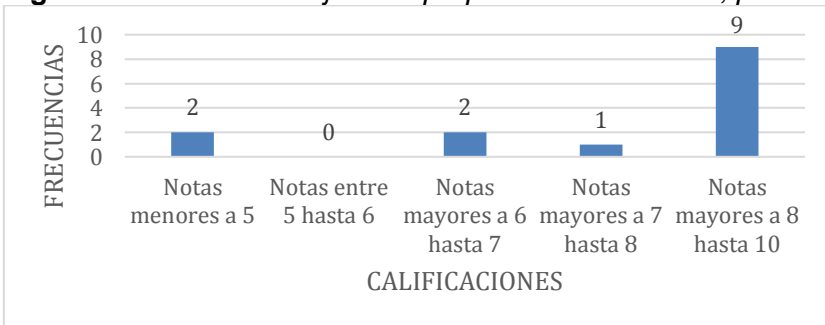 10
8
6
4
2
0
FRECUENCIAS
2
0
2
1
9
Notas menores a 5
Notas entre 5 hasta 6
Notas mayores a 6 hasta 7
Notas mayores a 7 hasta 8
Notas mayores a 8 hasta 10
CALIFICACIONES